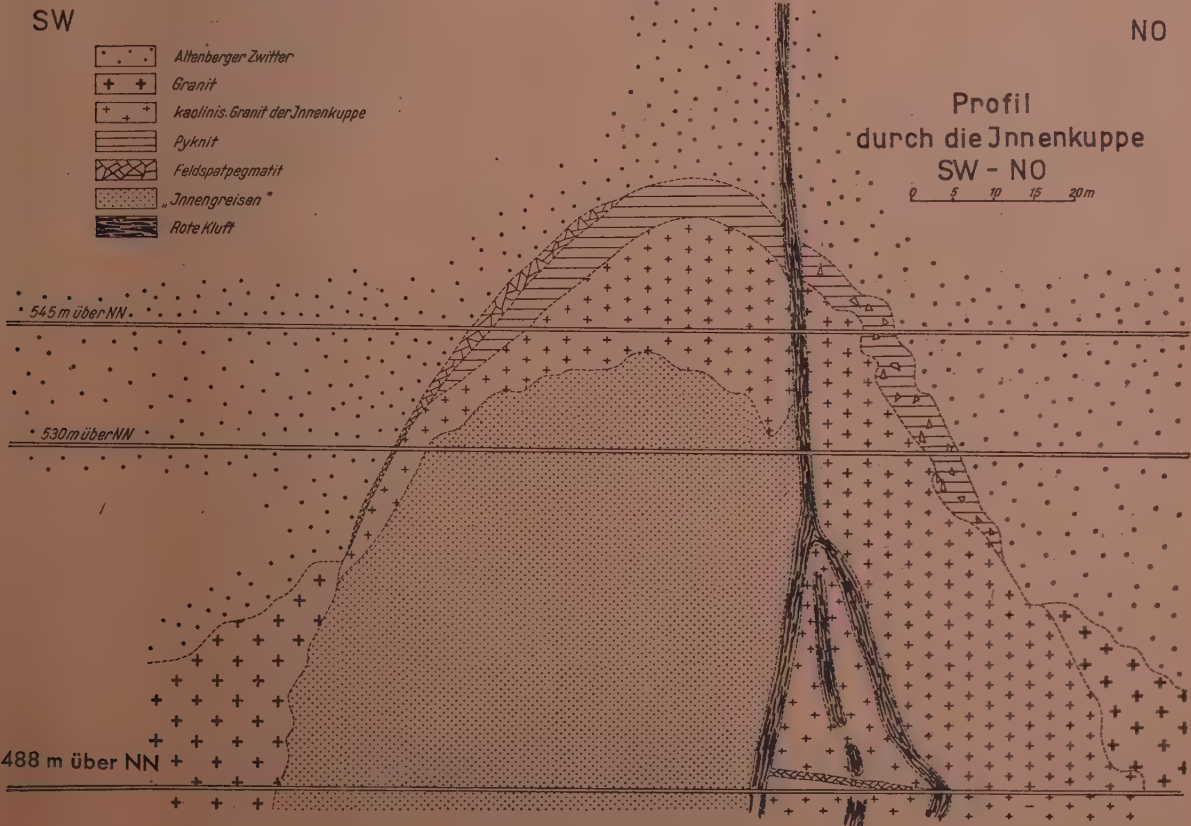 SW
NO
Altenberger Zwitter
Granit
kaolinis. Granit der Jnnenkuppe
Pyknit
Feldspatpegmatit
„Jnnengreisen"
Rote Kluft
Profil
durch die Jnnenkuppe
SW - NO
0 5 10 15 20 m
545 m über NN
530 m über NN
488 m über NN